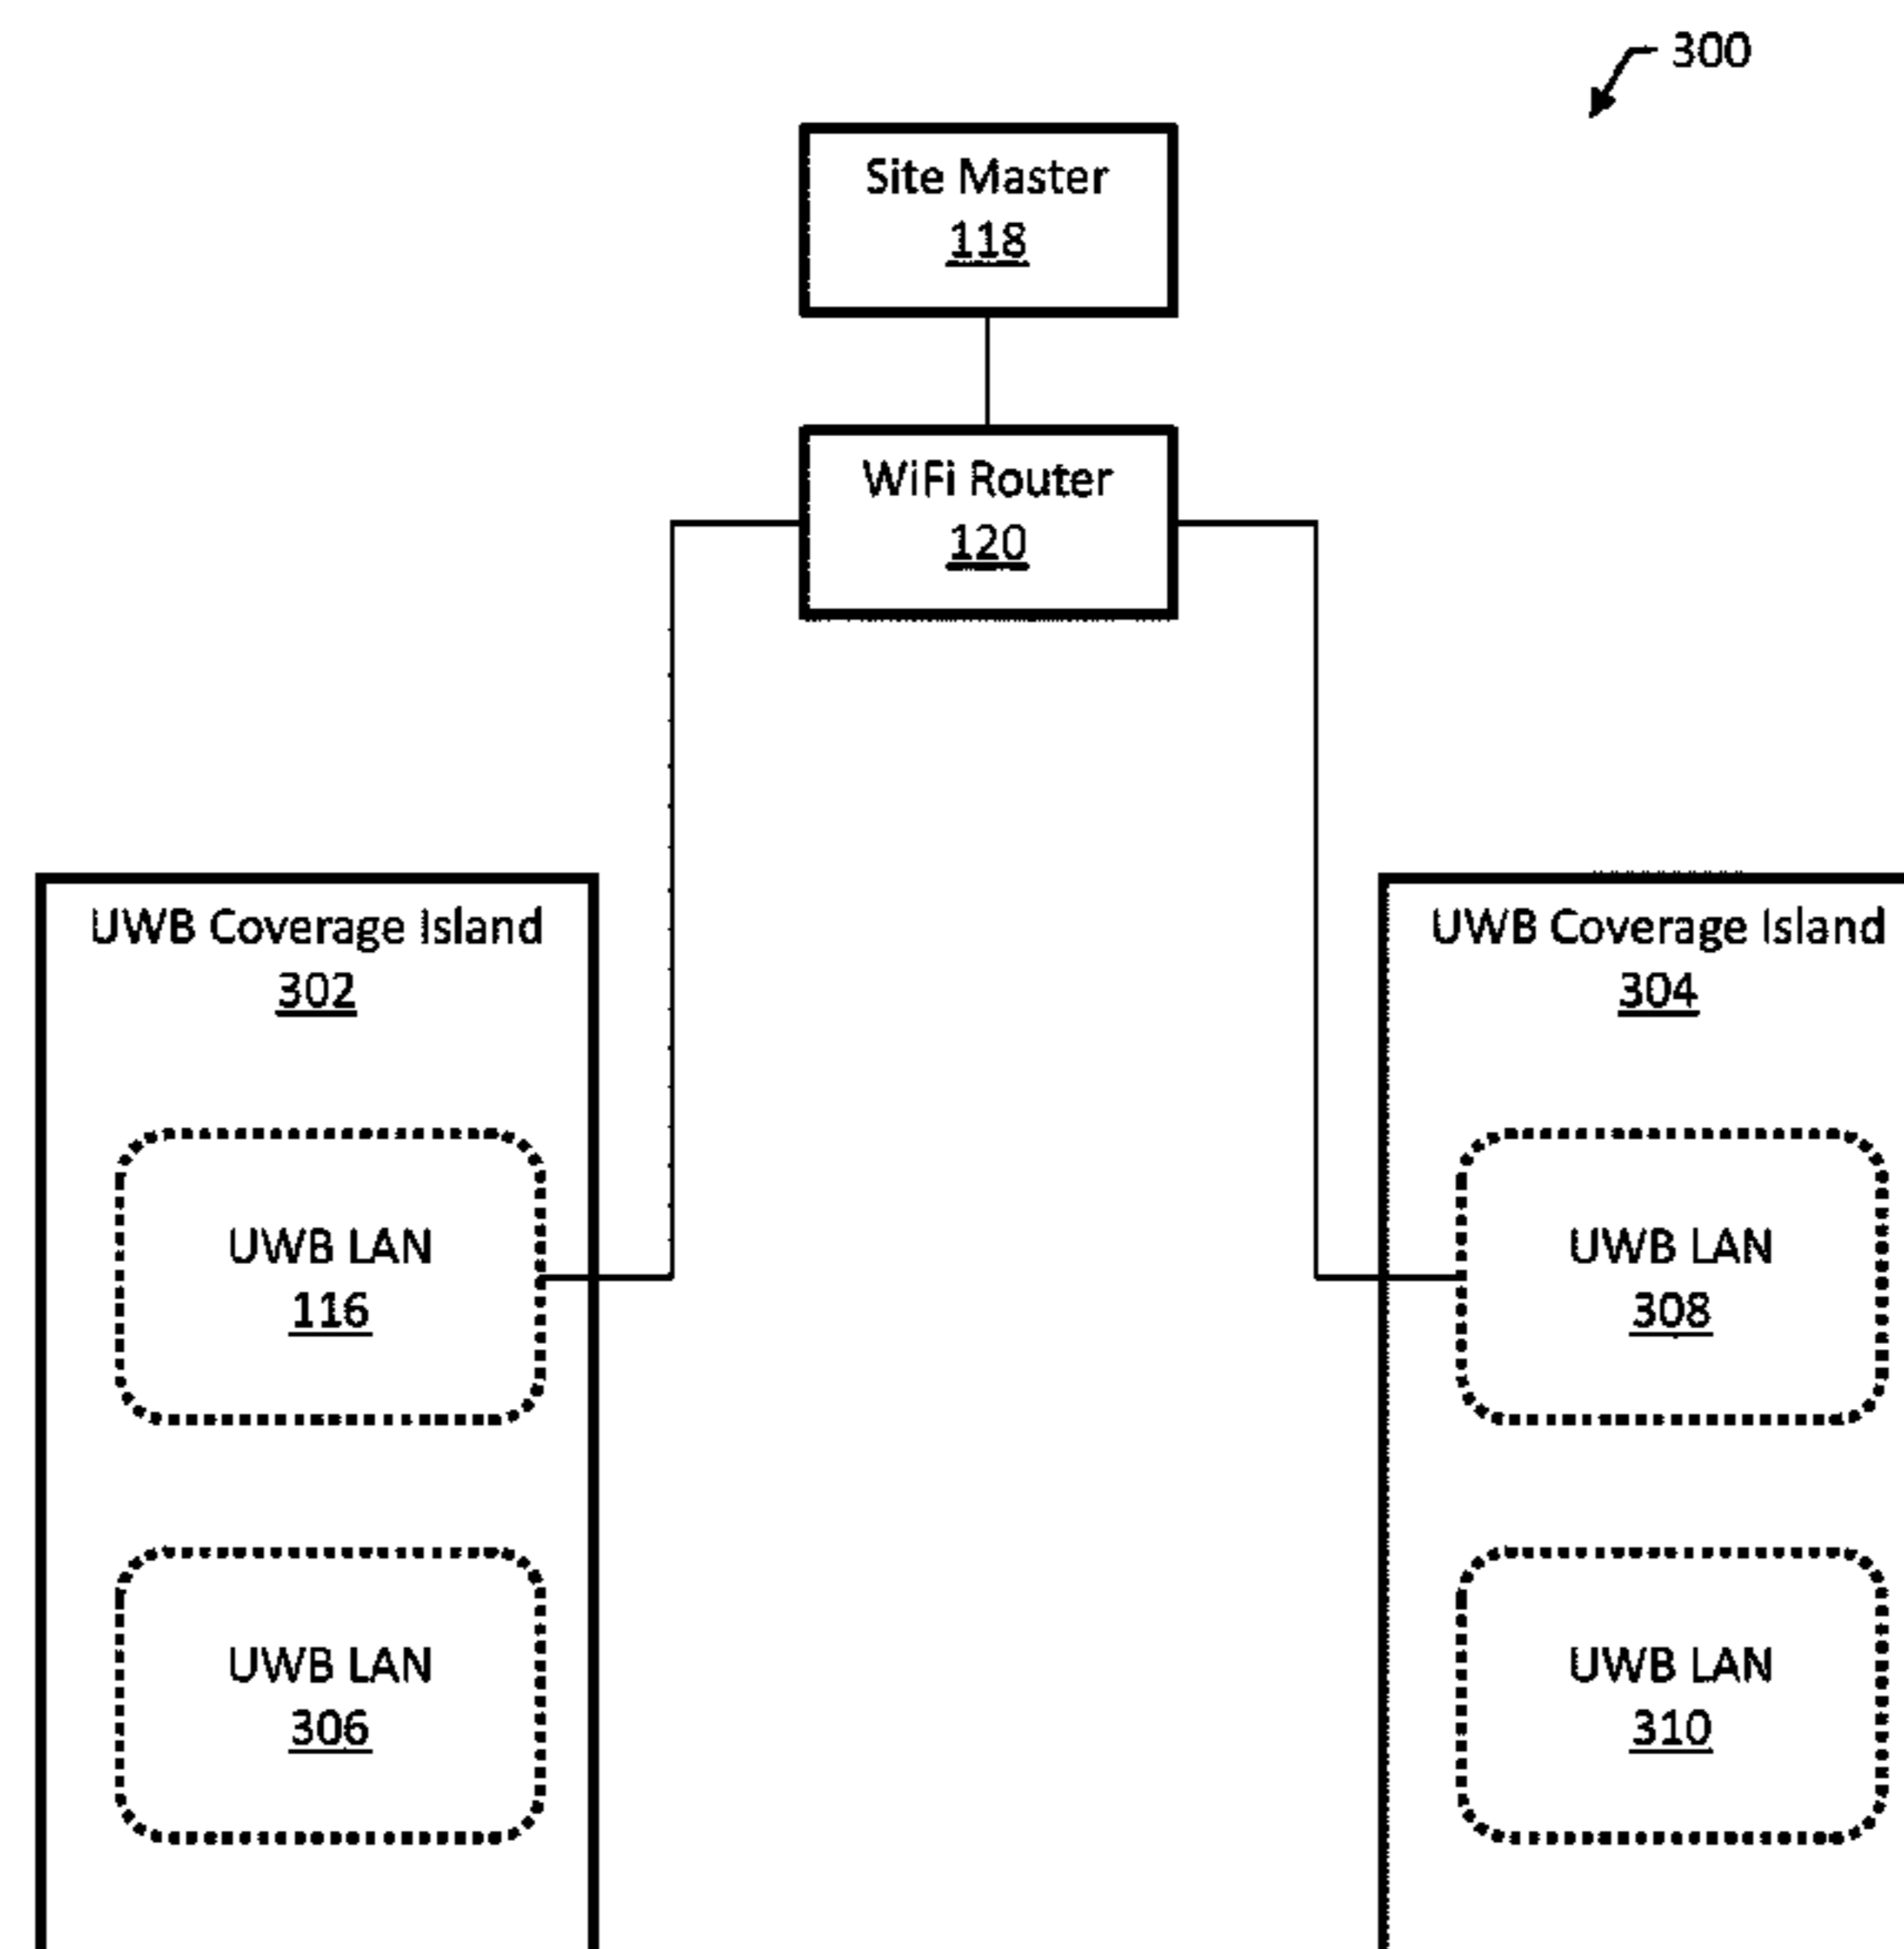 300
Site Master
118
WiFi Router
120
UWB Coverage Island
302
UWB LAN
116
UWB LAN
306
UWB Coverage Island
304
UWB LAN
308
UWB LAN
310